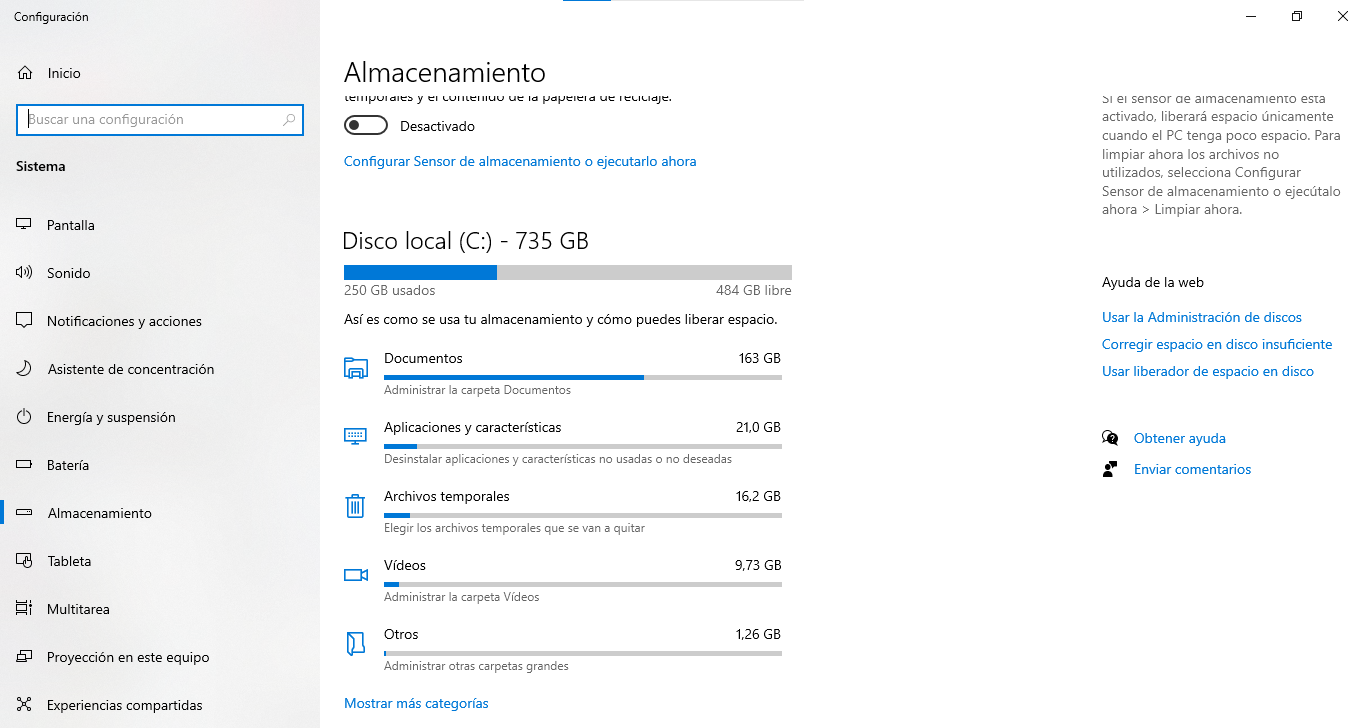 Configuración
Inicio
Buscar una configuración
Sistema
Pantalla
Sonido
Notificaciones y acciones
Asistente de concentración
Energía y suspensión
Batería
Almacenamiento
Tableta
Multitarea
Proyección en este equipo
Experiencias compartidas
Almacenamiento
temporales y el contenido de la papelera de reciclaje.
Desactivado
Configurar Sensor de almacenamiento o ejecutarlo ahora
Disco local (C:) - 735 GB
250 GB usados
484 GB libre
Así es como se usa tu almacenamiento y cómo puedes liberar espacio.
Documentos
163 GB
Administrar la carpeta Documentos
Aplicaciones y características
21,0 GB
Desinstalar aplicaciones y características no usadas o no deseadas
Archivos temporales
16,2 GB
Elegir los archivos temporales que se van a quitar
Vídeos
9,73 GB
Administrar la carpeta Vídeos
Otros
1,26 GB
Administrar otras carpetas grandes
Mostrar más categorías
Si el sensor de almacenamiento está
activado, liberará espacio únicamente
cuando el PC tenga poco espacio. Para
limpiar ahora los archivos no
utilizados, selecciona Configurar
Sensor de almacenamiento o ejecútalo
ahora > Limpiar ahora.
Ayuda de la web
Usar la Administración de discos
Corregir espacio en disco insuficiente
Usar liberador de espacio en disco
Obtener ayuda
Enviar comentarios